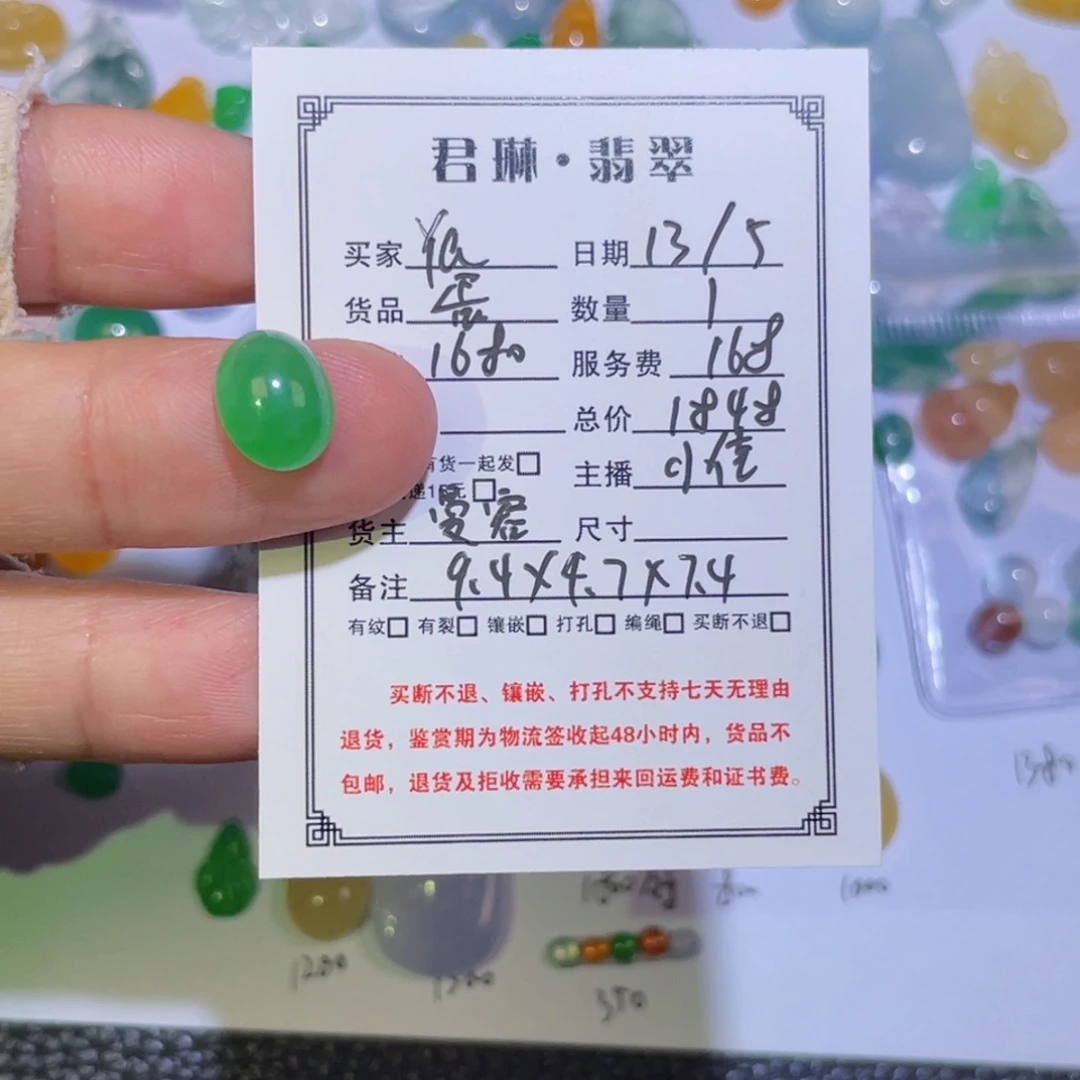 君琳·翡翠
买家 日期 13/5
货品 蛋 数量 1
1680 服务费 168
总价 1848
有货一起发□
主播 可佳
货主 尺寸
备注 9.4X4.7X7.4
有纹□ 有裂□ 镶嵌□ 打孔□ 编绳□ 买断不退□
买断不退、镶嵌、打孔不支持七天无理由
退货，鉴赏期为物流签收起48小时内，货品不
包邮，退货及拒收需要承担来回运费和证书费。
1380
1000
1200
350